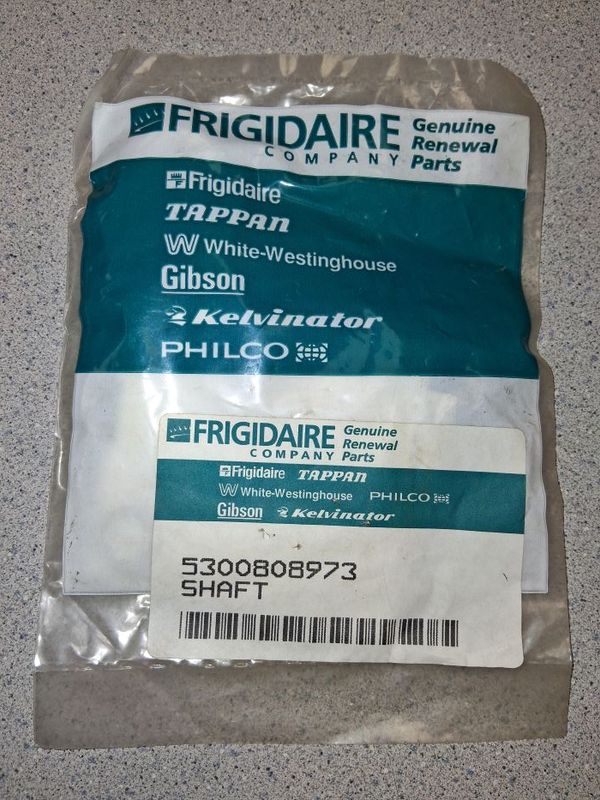 FRIGIDAIRE
COMPANY
Genuine
Renewal
Parts
Frigidaire
TAPPAN
White-Westinghouse
Gibson
Kelvinator
PHILCO
FRIGIDAIRE
COMPANY
Genuine
Renewal
Parts
Frigidaire TAPPAN
White-Westinghouse PHILCO
Gibson Kelvinator
5300808973
SHAFT